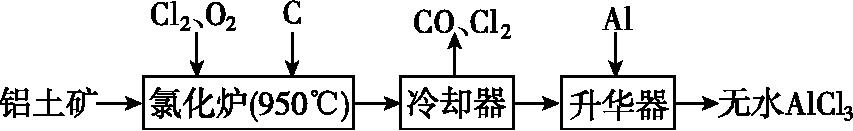 Cl₂、O₂ C CO、Cl₂ Al
铝土矿 氯化炉(950℃) 冷却器 升华器 无水AlCl₃